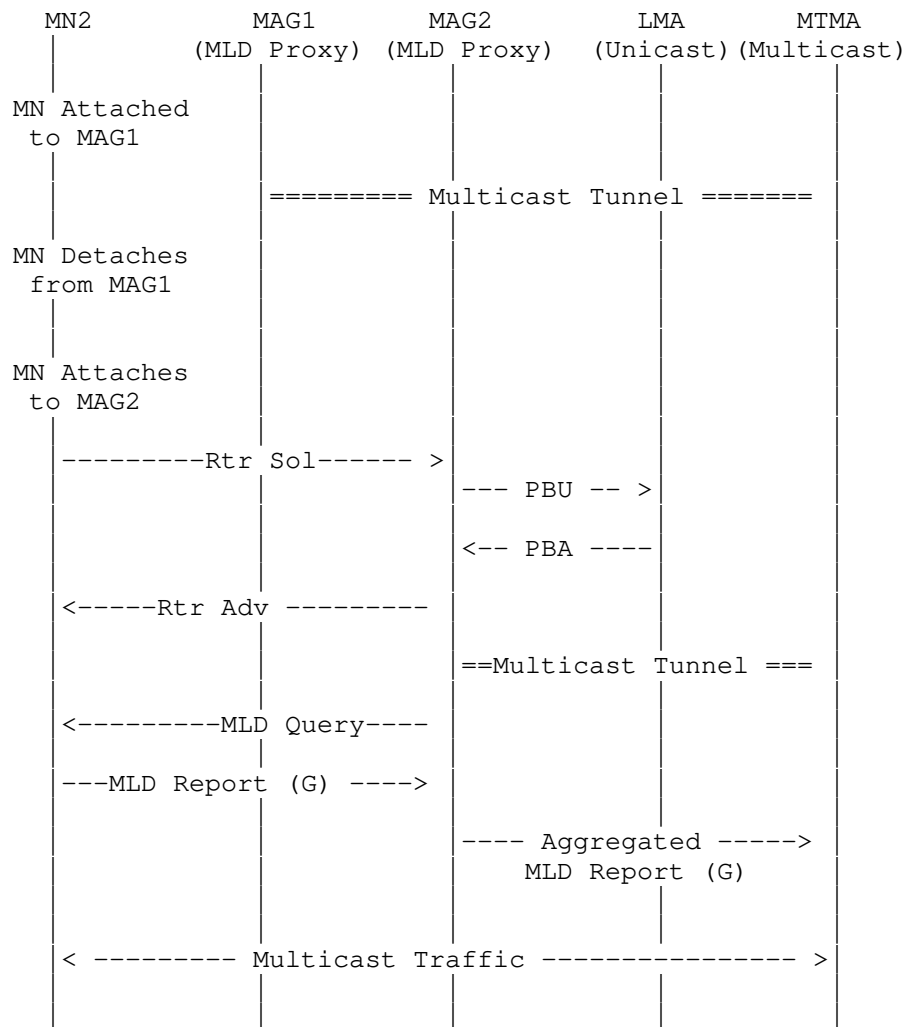 MN2 MAG1 MAG2 LMA MTMA
(MLD Proxy) (MLD Proxy) (Unicast) (Multicast)
MN Attached
to MAG1
========= Multicast Tunnel =======
MN Detaches
from MAG1
MN Attaches
to MAG2
---------Rtr Sol------ >
--- PBU -- >
<-- PBA ----
<-----Rtr Adv ---------
==Multicast Tunnel ===
<---------MLD Query----
---MLD Report (G) ---->
---- Aggregated ----->
MLD Report (G)
< --------- Multicast Traffic ---------------- >